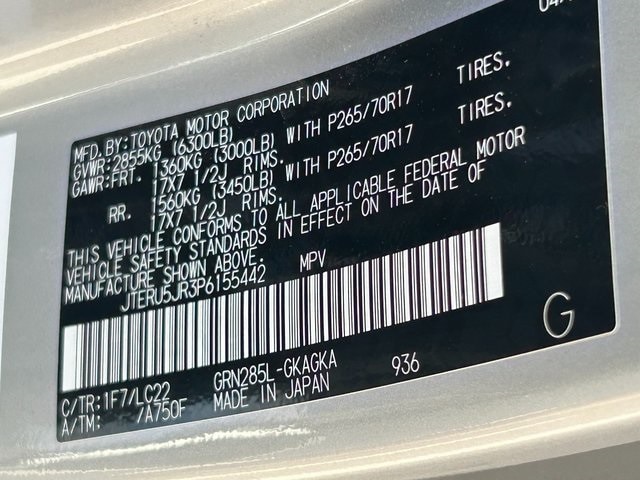 MFD. BY: TOYOTA MOTOR CORPORATION
GVWR: 2855KG (6300LB)
GAWR: FRT. 1360KG (3000LB) WITH P265/70R17 TIRES.
17X7 1/2J RIMS.
RR. 1560KG (3450LB) WITH P265/70R17 TIRES.
17X7 1/2J RIMS.
THIS VEHICLE CONFORMS TO ALL APPLICABLE FEDERAL MOTOR
VEHICLE SAFETY STANDARDS IN EFFECT ON THE DATE OF
MANUFACTURE SHOWN ABOVE.
JTERU5JR3P6155442 MPV
C/TR: 1F7/LC22 GRN285L-GKAGKA 936
A/TM: /A750F MADE IN JAPAN
G